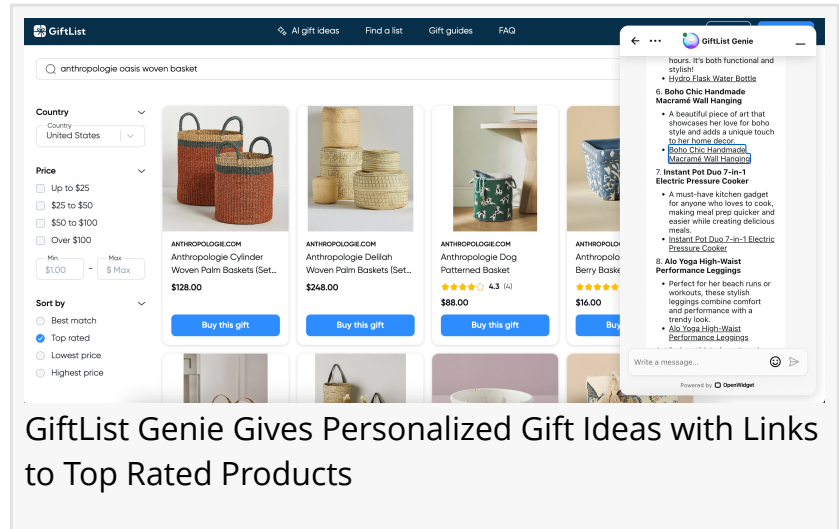 GiftList
AI gift ideas
Find a list
Gift guides
FAQ
anthropologie oasis woven basket
Country
Country
United States
Price
Up to $25
$25 to $50
$50 to $100
Over $100
Min
$1.00
-
Max
$ Max
Sort by
Best match
Top rated
Lowest price
Highest price
ANTHROPOLOGIE.COM
Anthropologie Cylinder
Woven Palm Baskets (Set...
$128.00
Buy this gift
ANTHROPOLOGIE.COM
Anthropologie Delilah
Woven Palm Baskets (Set...
$248.00
Buy this gift
ANTHROPOLOGIE.COM
Anthropologie Dog
Patterned Basket
4.3 (4)
$88.00
Buy this gift
ANTHROPO
Anthropolo
Berry Baske
$16.00
Buy
GiftList Genie
hours. It's both functional and
stylish!
• Hydro Flask Water Bottle
6. Boho Chic Handmade
Macramé Wall Hanging
• A beautiful piece of art that
showcases her love for boho
style and adds a unique touch
to her home decor.
• Boho Chic Handmade
Macramé Wall Hanging
7. Instant Pot Duo 7-in-1
Electric Pressure Cooker
• A must-have kitchen gadget
for anyone who loves to cook,
making meal prep quicker and
easier while creating delicious
meals.
• Instant Pot Duo 7-in-1 Electric
Pressure Cooker
8. Alo Yoga High-Waist
Performance Leggings
• Perfect for her beach runs or
workouts, these stylish
leggings combine comfort
and performance with a
trendy look.
• Alo Yoga High-Waist
Performance Leggings
Write a message...
Powered by OpenWidget
GiftList Genie Gives Personalized Gift Ideas with Links
to Top Rated Products